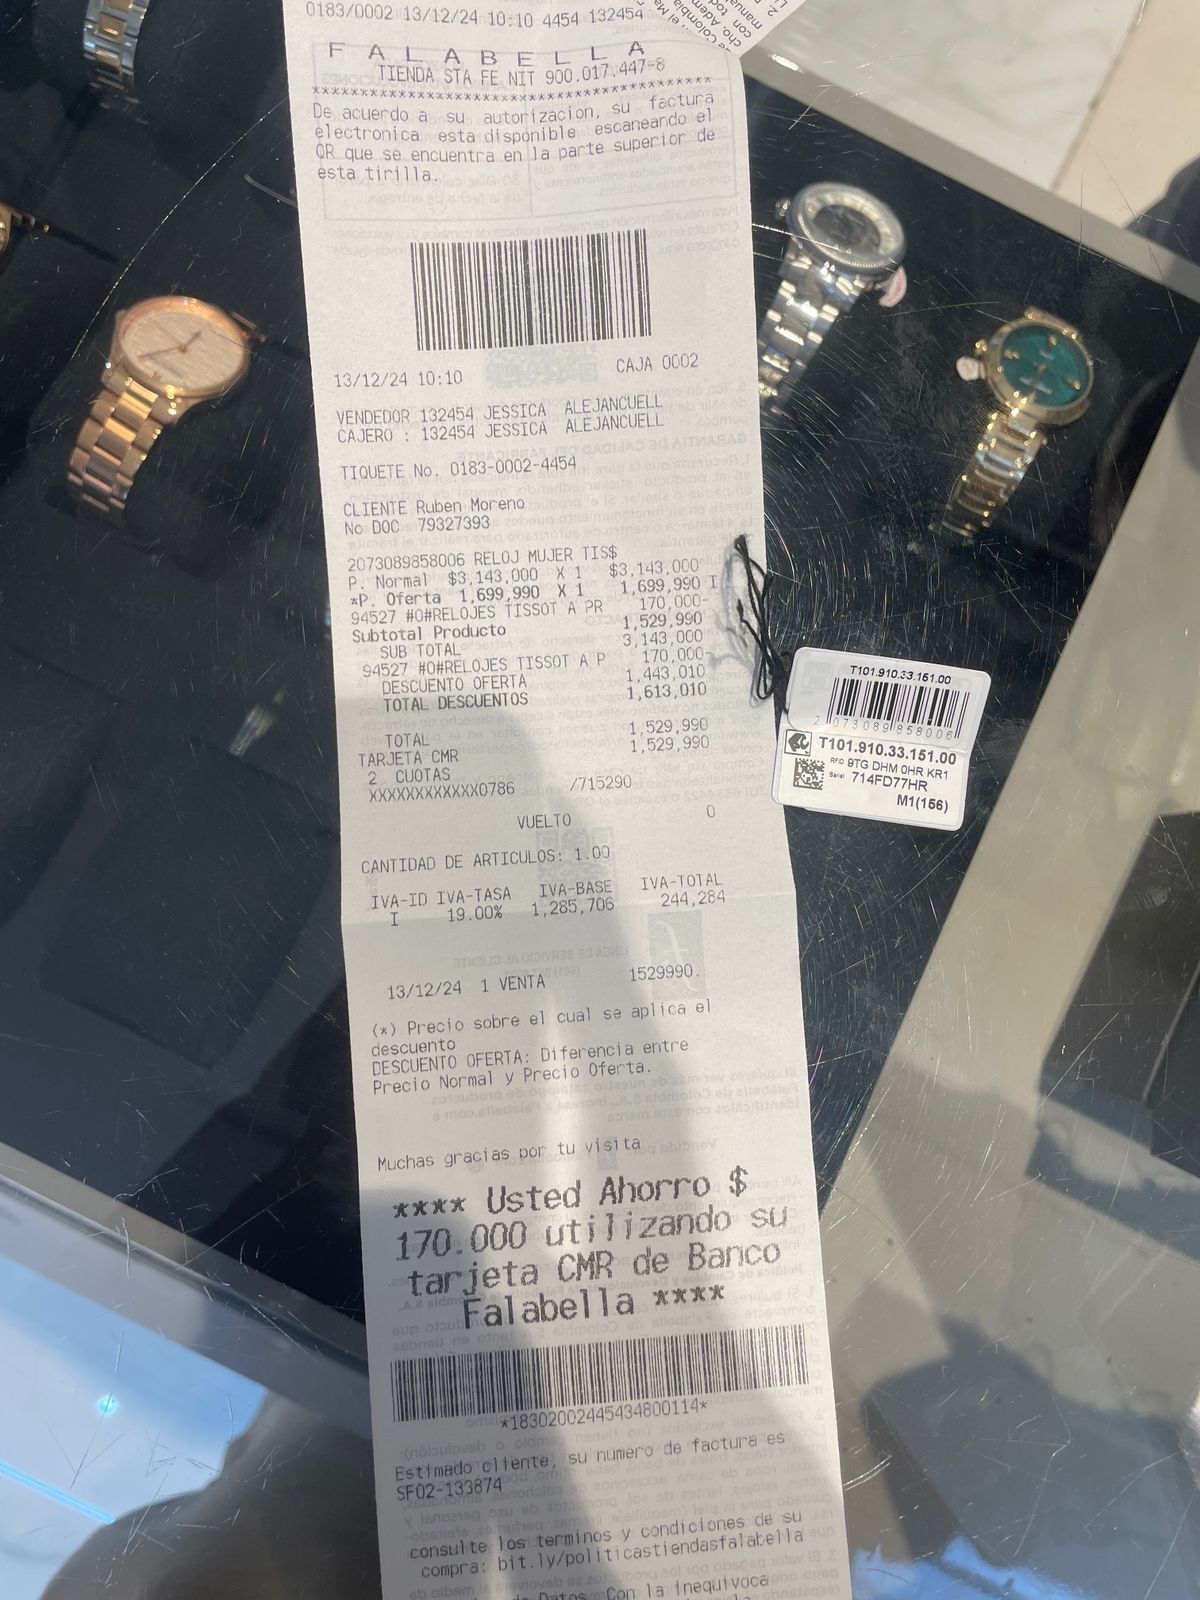 0183/0002 13/12/24 10:10 4454 132454
F A L A B E L L A
TIENDA STA FE NIT 900.017.447-8
****************************************
De acuerdo a su autorizacion, su factura
electronica esta disponible escaneando el
QR que se encuentra en la parte superior de
esta tirilla.
13/12/24 10:10 CAJA 0002
VENDEDOR 132454 JESSICA ALEJANCUELL
CAJERO : 132454 JESSICA ALEJANCUELL
TIQUETE No. 0183-0002-4454
CLIENTE Ruben Moreno
No DOC 79327393
2073089858006 RELOJ MUJER TIS$
P. Normal $3,143,000 X 1 $3,143,000
*P. Oferta 1,699,990 X 1 1,699,990 I
94527 #0#RELOJES TISSOT A PR 170,000-
Subtotal Producto 1,529,990
SUB TOTAL 3,143,000
94527 #0#RELOJES TISSOT A P 170,000-
DESCUENTO OFERTA 1,443,010
TOTAL DESCUENTOS 1,613,010
TOTAL 1,529,990
TARJETA CMR 1,529,990
2 CUOTAS
XXXXXXXXXXXX0786 /715290
VUELTO 0
CANTIDAD DE ARTICULOS: 1.00
IVA-ID IVA-TASA IVA-BASE IVA-TOTAL
I 19.00% 1,285,706 244,284
13/12/24 1 VENTA 1529990.
(*) Precio sobre el cual se aplica el
descuento
DESCUENTO OFERTA: Diferencia entre
Precio Normal y Precio Oferta.
Muchas gracias por tu visita
**** Usted Ahorro $
170.000 utilizando su
tarjeta CMR de Banco
Falabella ****
*18302002445434800114*
Estimado cliente, su numero de factura es
SF02-133874
consulte los terminos y condiciones de su
compra: bit.ly/politicastiendasfalabella
Datos. Con la inequivoca
T101.910.33.151.00
2 073089 858006
T101.910.33.151.00
RFID 9TG DHM 0HR KR1
Serial 714FD77HR
M1(156)